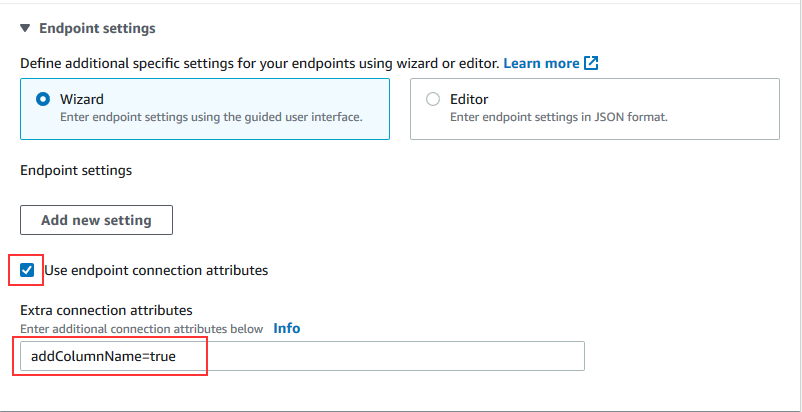 Endpoint settings
Define additional specific settings for your endpoints using wizard or editor. Learn more
Wizard
Enter endpoint settings using the guided user interface.
Editor
Enter endpoint settings in JSON format.
Endpoint settings
Add new setting
Use endpoint connection attributes
Extra connection attributes
Enter additional connection attributes below Info
addColumnName=true